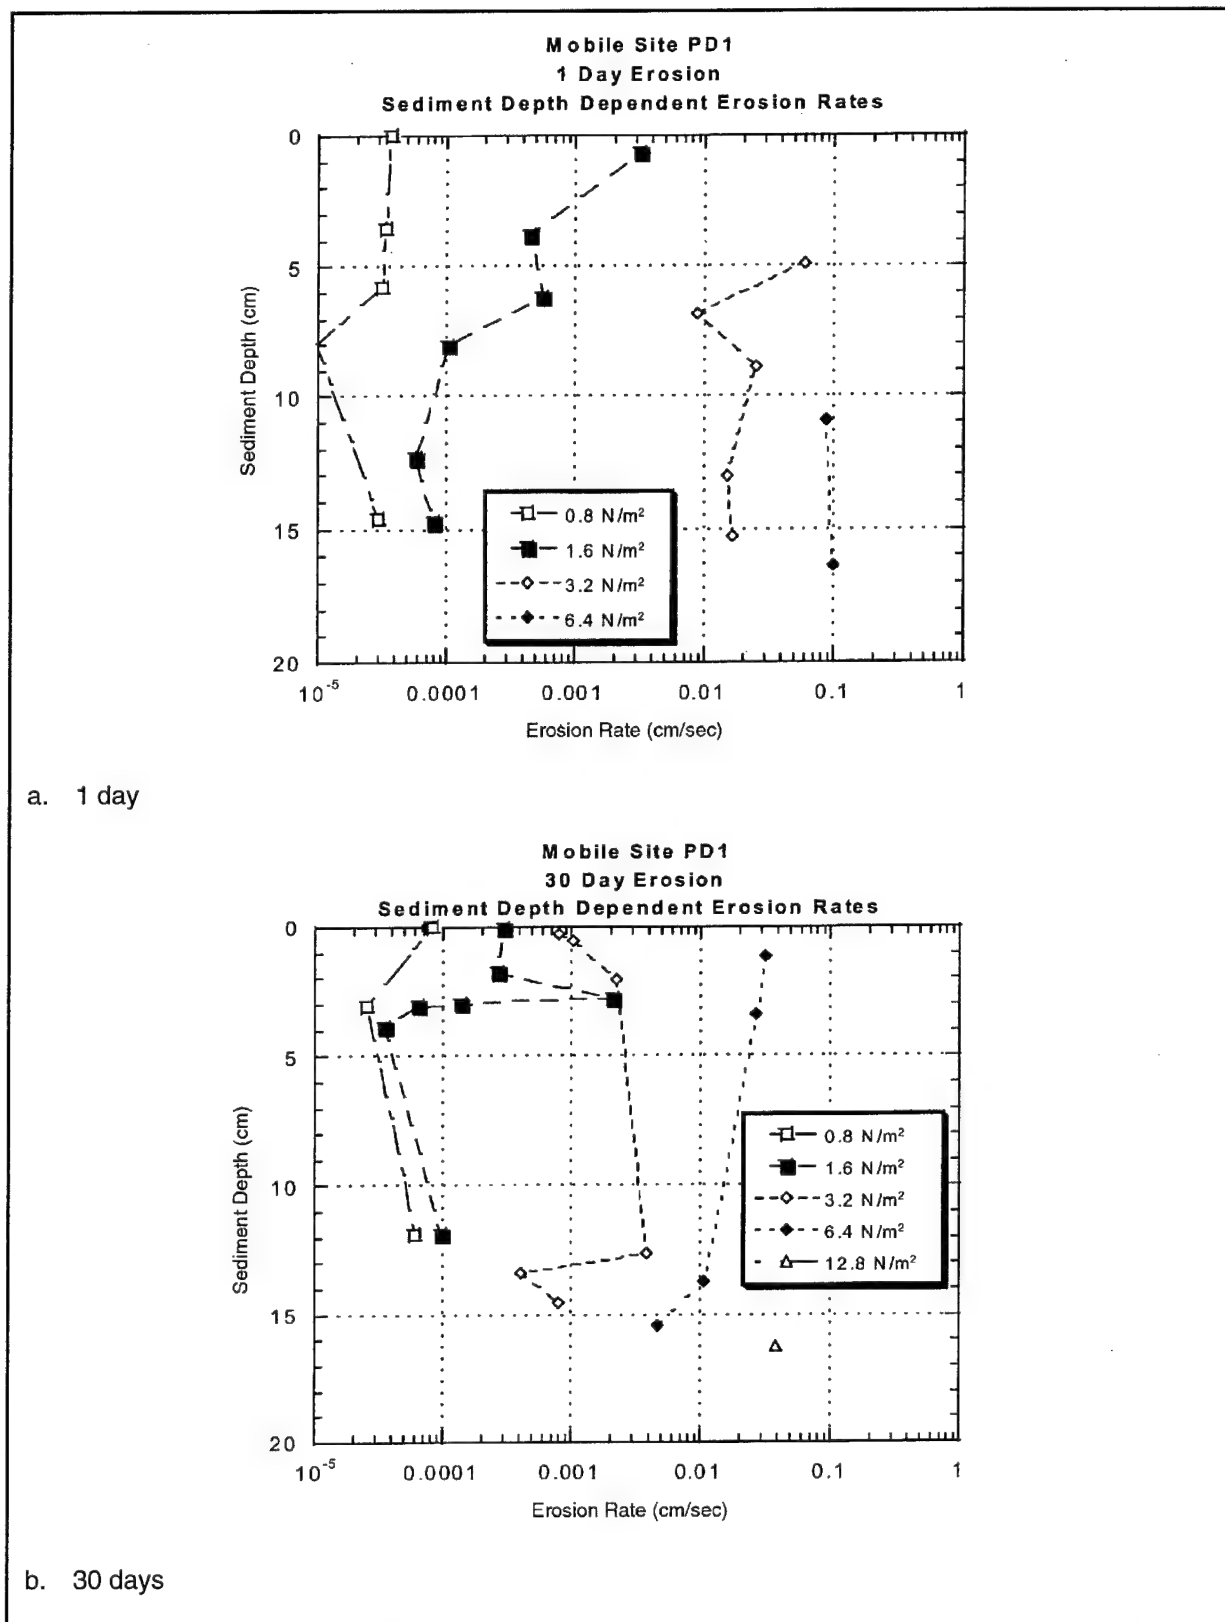 Mobile Site PD1
1 Day Erosion
Sediment Depth Dependent Erosion Rates
0
5
10
15
20
Sediment Depth (cm)
0.8 N/m²
1.6 N/m²
3.2 N/m²
6.4 N/m²
10⁻⁵ 0.0001 0.001 0.01 0.1 1
Erosion Rate (cm/sec)
a. 1 day
Mobile Site PD1
30 Day Erosion
Sediment Depth Dependent Erosion Rates
0
5
10
15
20
Sediment Depth (cm)
0.8 N/m²
1.6 N/m²
3.2 N/m²
6.4 N/m²
12.8 N/m²
10⁻⁵ 0.0001 0.001 0.01 0.1 1
Erosion Rate (cm/sec)
b. 30 days